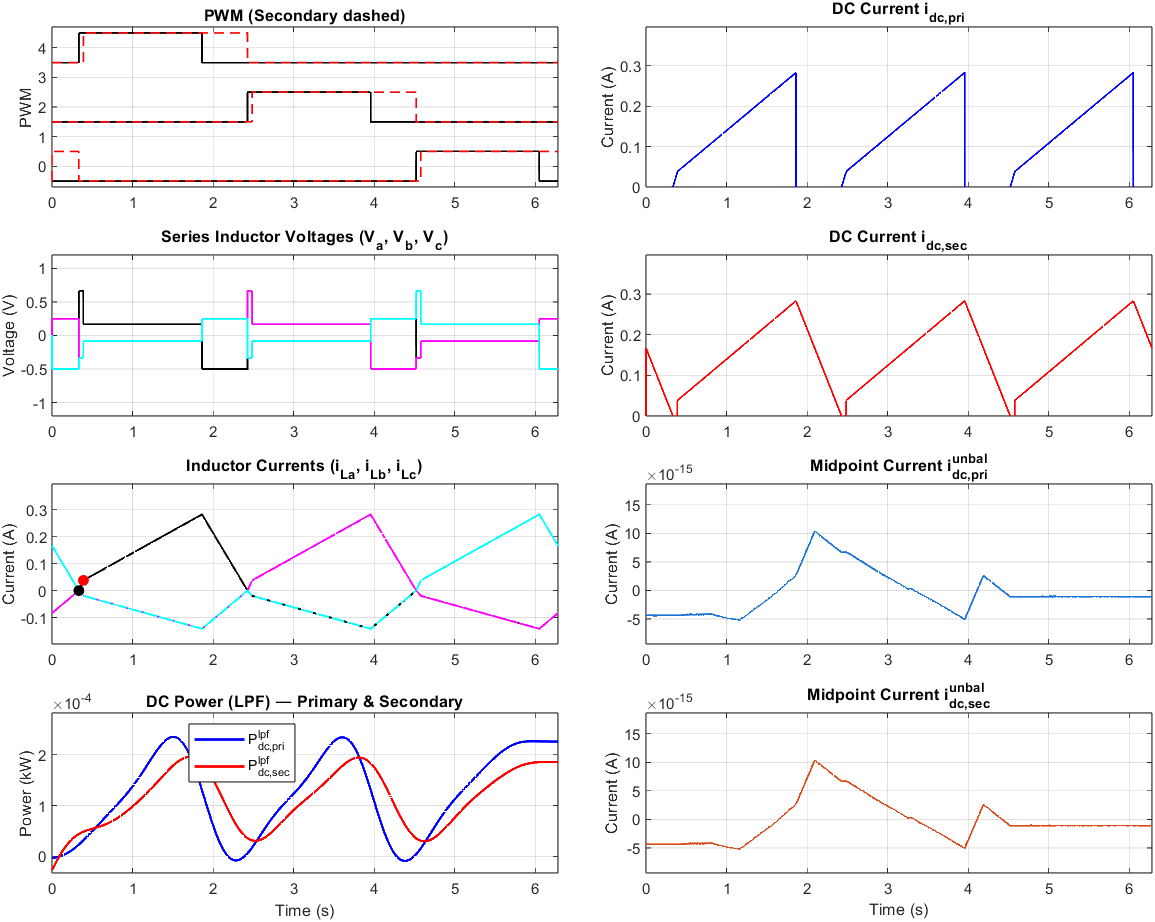 PWM (Secondary dashed)
PWM
4
3
2
1
0
0 1 2 3 4 5 6
DC Current i_dc,pri
Current (A)
0.3
0.2
0.1
0
0 1 2 3 4 5 6
Series Inductor Voltages (V_a, V_b, V_c)
Voltage (V)
1
0.5
0
-0.5
-1
0 1 2 3 4 5 6
DC Current i_dc,sec
Current (A)
0.3
0.2
0.1
0
0 1 2 3 4 5 6
Inductor Currents (i_La, i_Lb, i_Lc)
Current (A)
0.3
0.2
0.1
0
-0.1
0 1 2 3 4 5 6
Midpoint Current i_dc,pri^unbal
×10^-15
Current (A)
15
10
5
0
-5
0 1 2 3 4 5 6
DC Power (LPF) — Primary & Secondary
×10^-4
Power (kW)
2
1
0
P_dc,pri^lpf
P_dc,sec^lpf
0 1 2 3 4 5 6
Time (s)
Midpoint Current i_dc,sec^unbal
×10^-15
Current (A)
15
10
5
0
-5
0 1 2 3 4 5 6
Time (s)